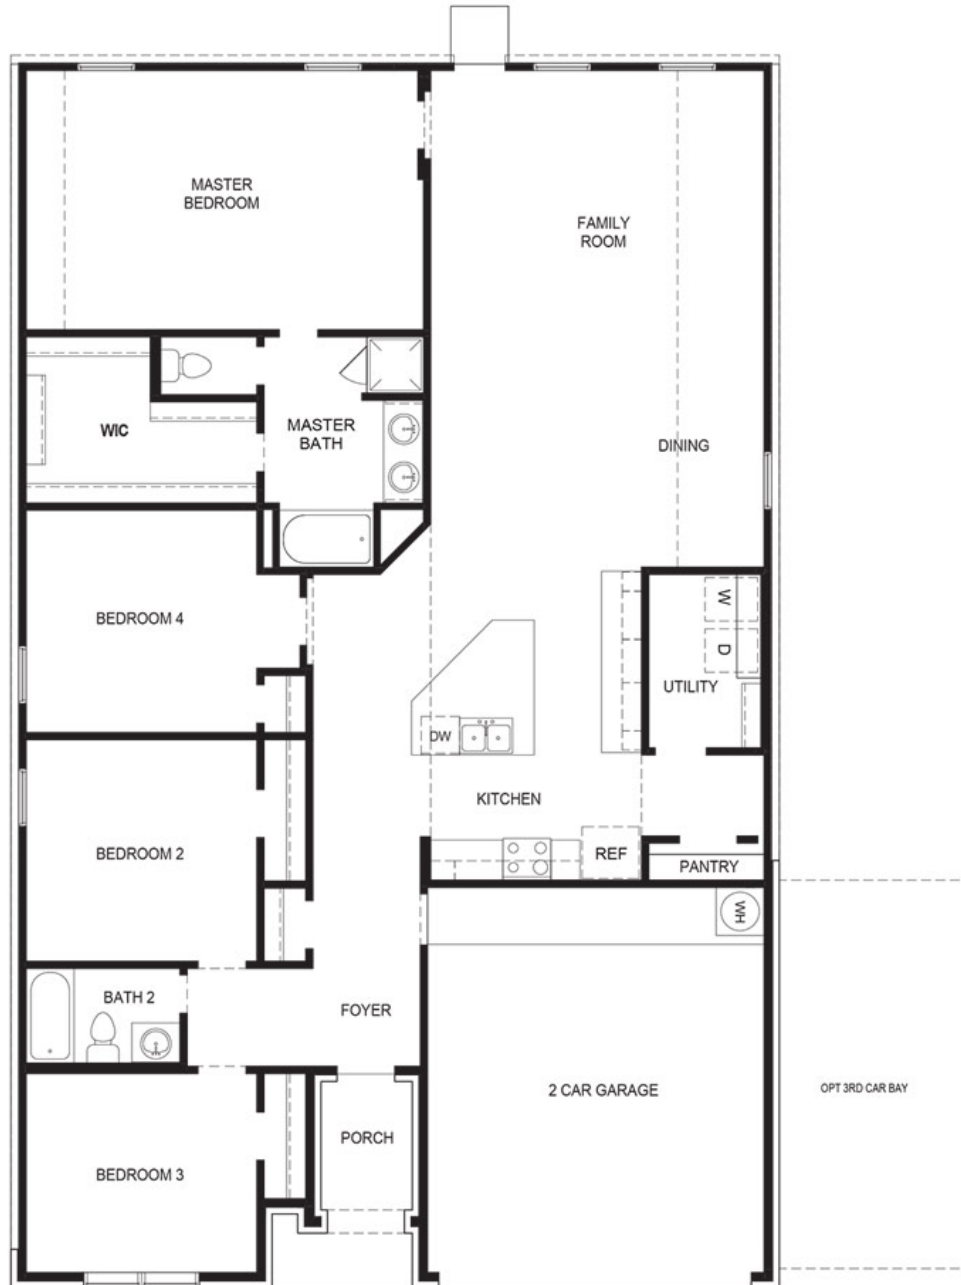 MASTER
BEDROOM
FAMILY
ROOM
WIC
MASTER
BATH
DINING
BEDROOM 4
W
D
UTILITY
DW
KITCHEN
BEDROOM 2
REF
PANTRY
WH
BATH 2
FOYER
2 CAR GARAGE
OPT 3RD CAR BAY
PORCH
BEDROOM 3